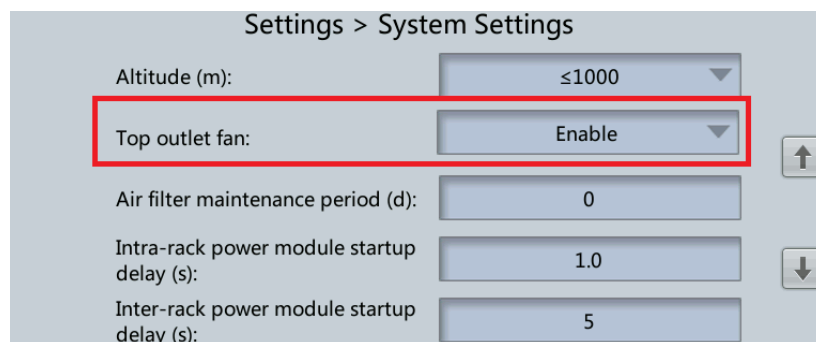 Settings > System Settings
Altitude (m): ≤1000
Top outlet fan: Enable
Air filter maintenance period (d): 0
Intra-rack power module startup
delay (s): 1.0
Inter-rack power module startup
delay (s): 5